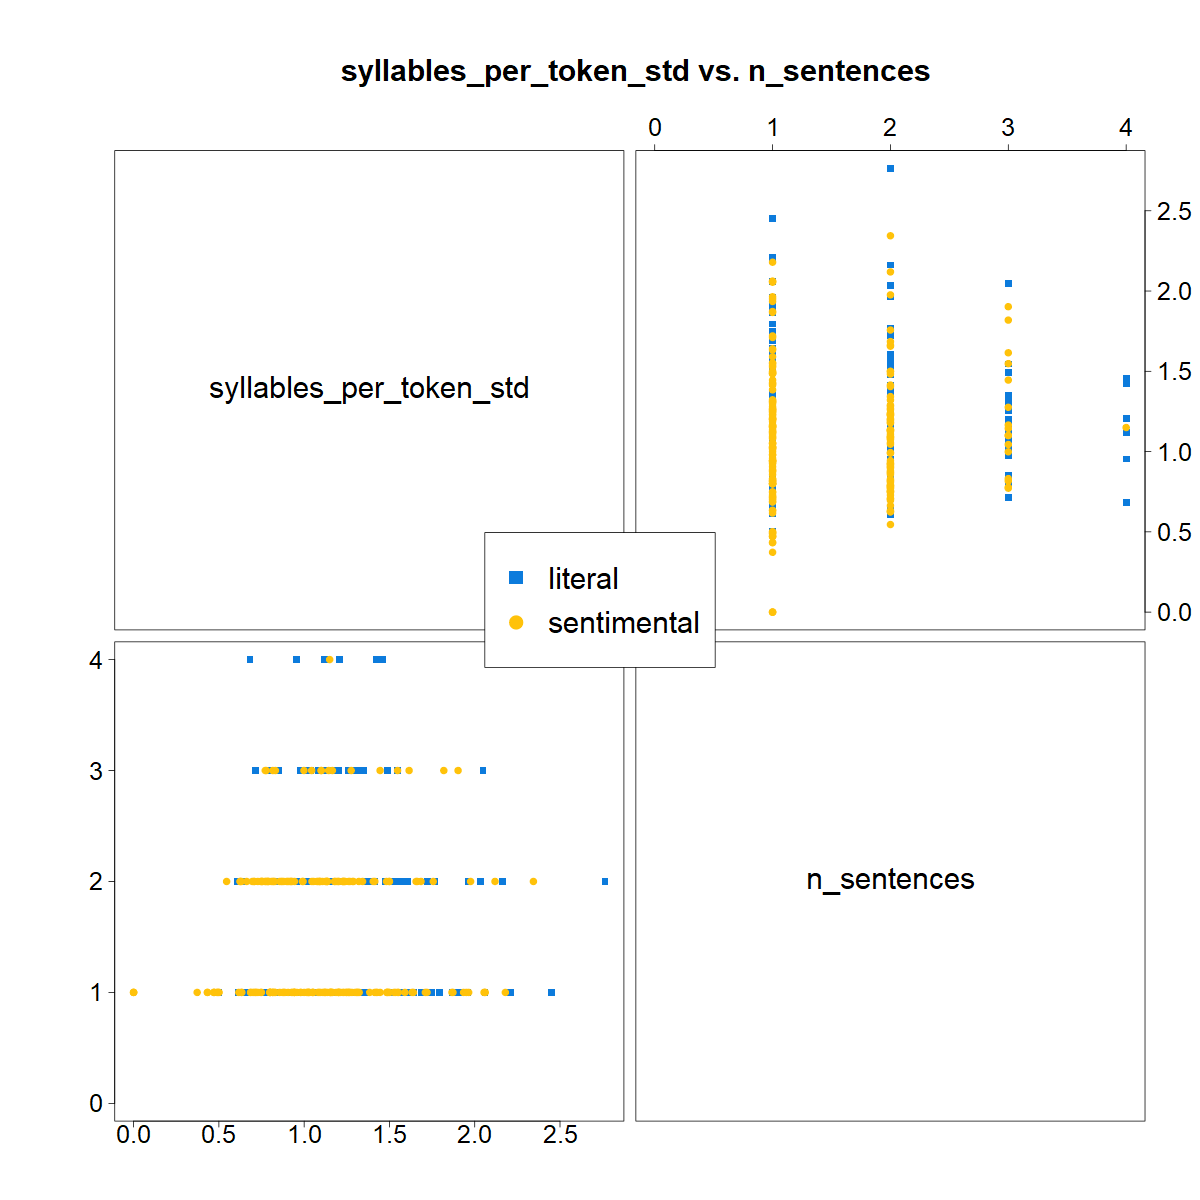 syllables_per_token_std vs. n_sentences
0 1 2 3 4
syllables_per_token_std
2.5
2.0
1.5
1.0
0.5
0.0
literal
sentimental
4
3
2
1
0
n_sentences
0.0 0.5 1.0 1.5 2.0 2.5